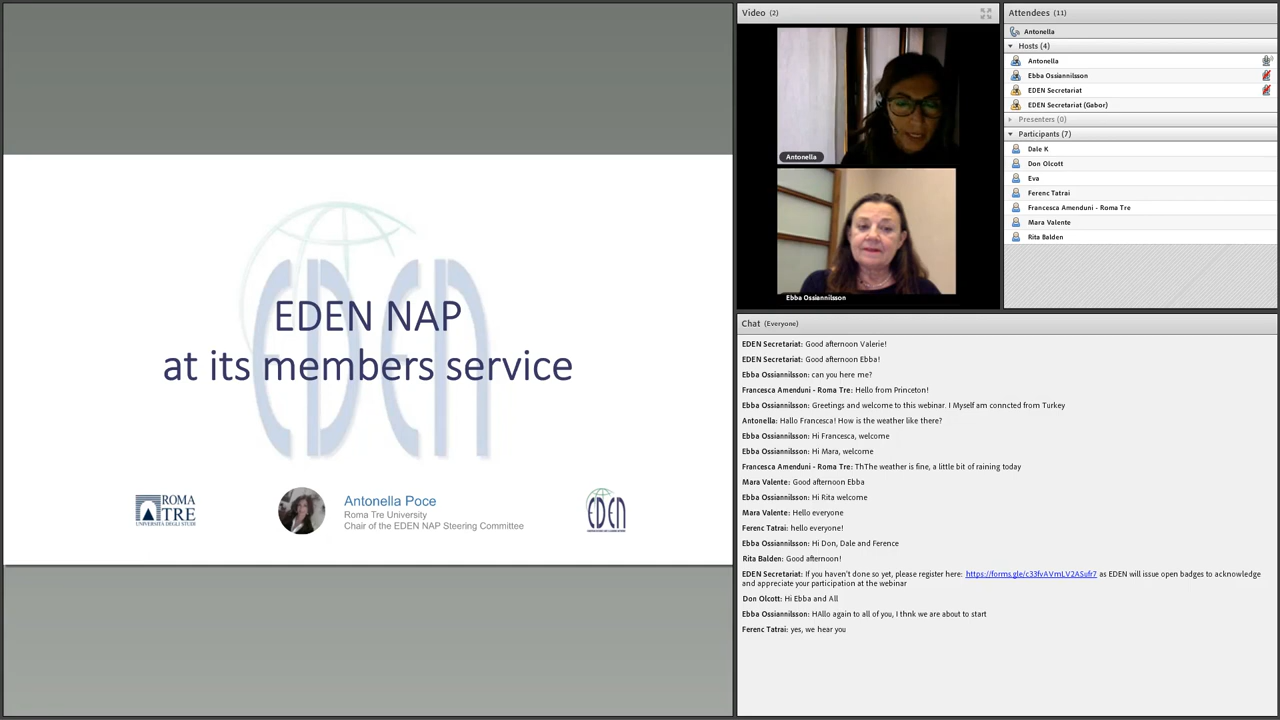 EDEN NAP
at its members service
ROMA
TRE
UNIVERSITÀ DEGLI STUDI
Antonella Poce
Roma Tre University
Chair of the EDEN NAP Steering Committee
EDEN
Video (2)
Antonella
Ebba Ossiannilsson
Attendees (11)
Antonella
Hosts (4)
Antonella
Ebba Ossiannilsson
EDEN Secretariat
EDEN Secretariat (Gabor)
Presenters (0)
Participants (7)
Dale K
Don Olcott
Eva
Ferenc Tatrai
Francesca Amenduni - Roma Tre
Mara Valente
Rita Balden
Chat (Everyone)
EDEN Secretariat: Good afternoon Valerie!
EDEN Secretariat: Good afternoon Ebba!
Ebba Ossiannilsson: can you here me?
Francesca Amenduni - Roma Tre: Hello from Princeton!
Ebba Ossiannilsson: Greetings and welcome to this webinar. I Myself am conncted from Turkey
Antonella: Hallo Francesca! How is the weather like there?
Ebba Ossiannilsson: Hi Francesca, welcome
Ebba Ossiannilsson: Hi Mara, welcome
Francesca Amenduni - Roma Tre: ThThe weather is fine, a little bit of raining today
Mara Valente: Good afternoon Ebba
Ebba Ossiannilsson: Hi Rita welcome
Mara Valente: Hello everyone
Ferenc Tatrai: hello everyone!
Ebba Ossiannilsson: Hi Don, Dale and Ference
Rita Balden: Good afternoon!
EDEN Secretariat: If you haven't done so yet, please register here: https://forms.gle/c33fvAVmLV2ASufr7 as EDEN will issue open badges to acknowledge
and appreciate your participation at the webinar
Don Olcott: Hi Ebba and All
Ebba Ossiannilsson: HAllo again to all of you, I thnk we are about to start
Ferenc Tatrai: yes, we hear you